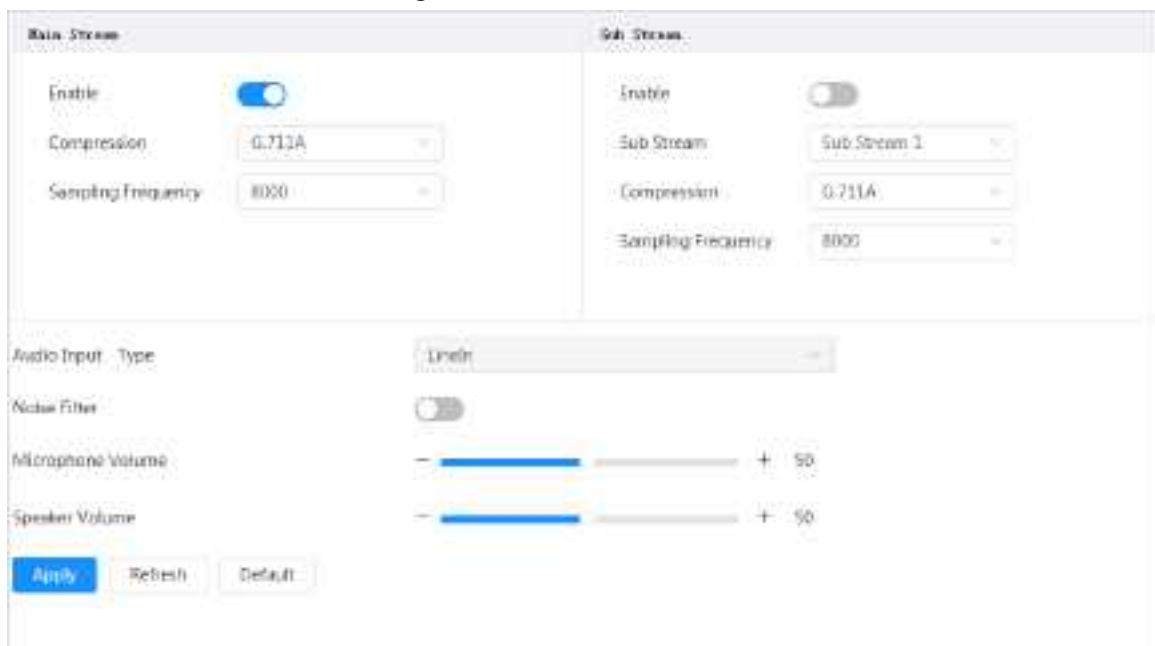 Main Stream
Sub Stream
Enable
Compression G.711A
Sampling Frequency 8000
Enable
Sub Stream Sub Stream 1
Compression G.711A
Sampling Frequency 8000
Audio Input Type LineIn
Noise Filter
Microphone Volume − + 50
Speaker Volume − + 50
Apply Refresh Default